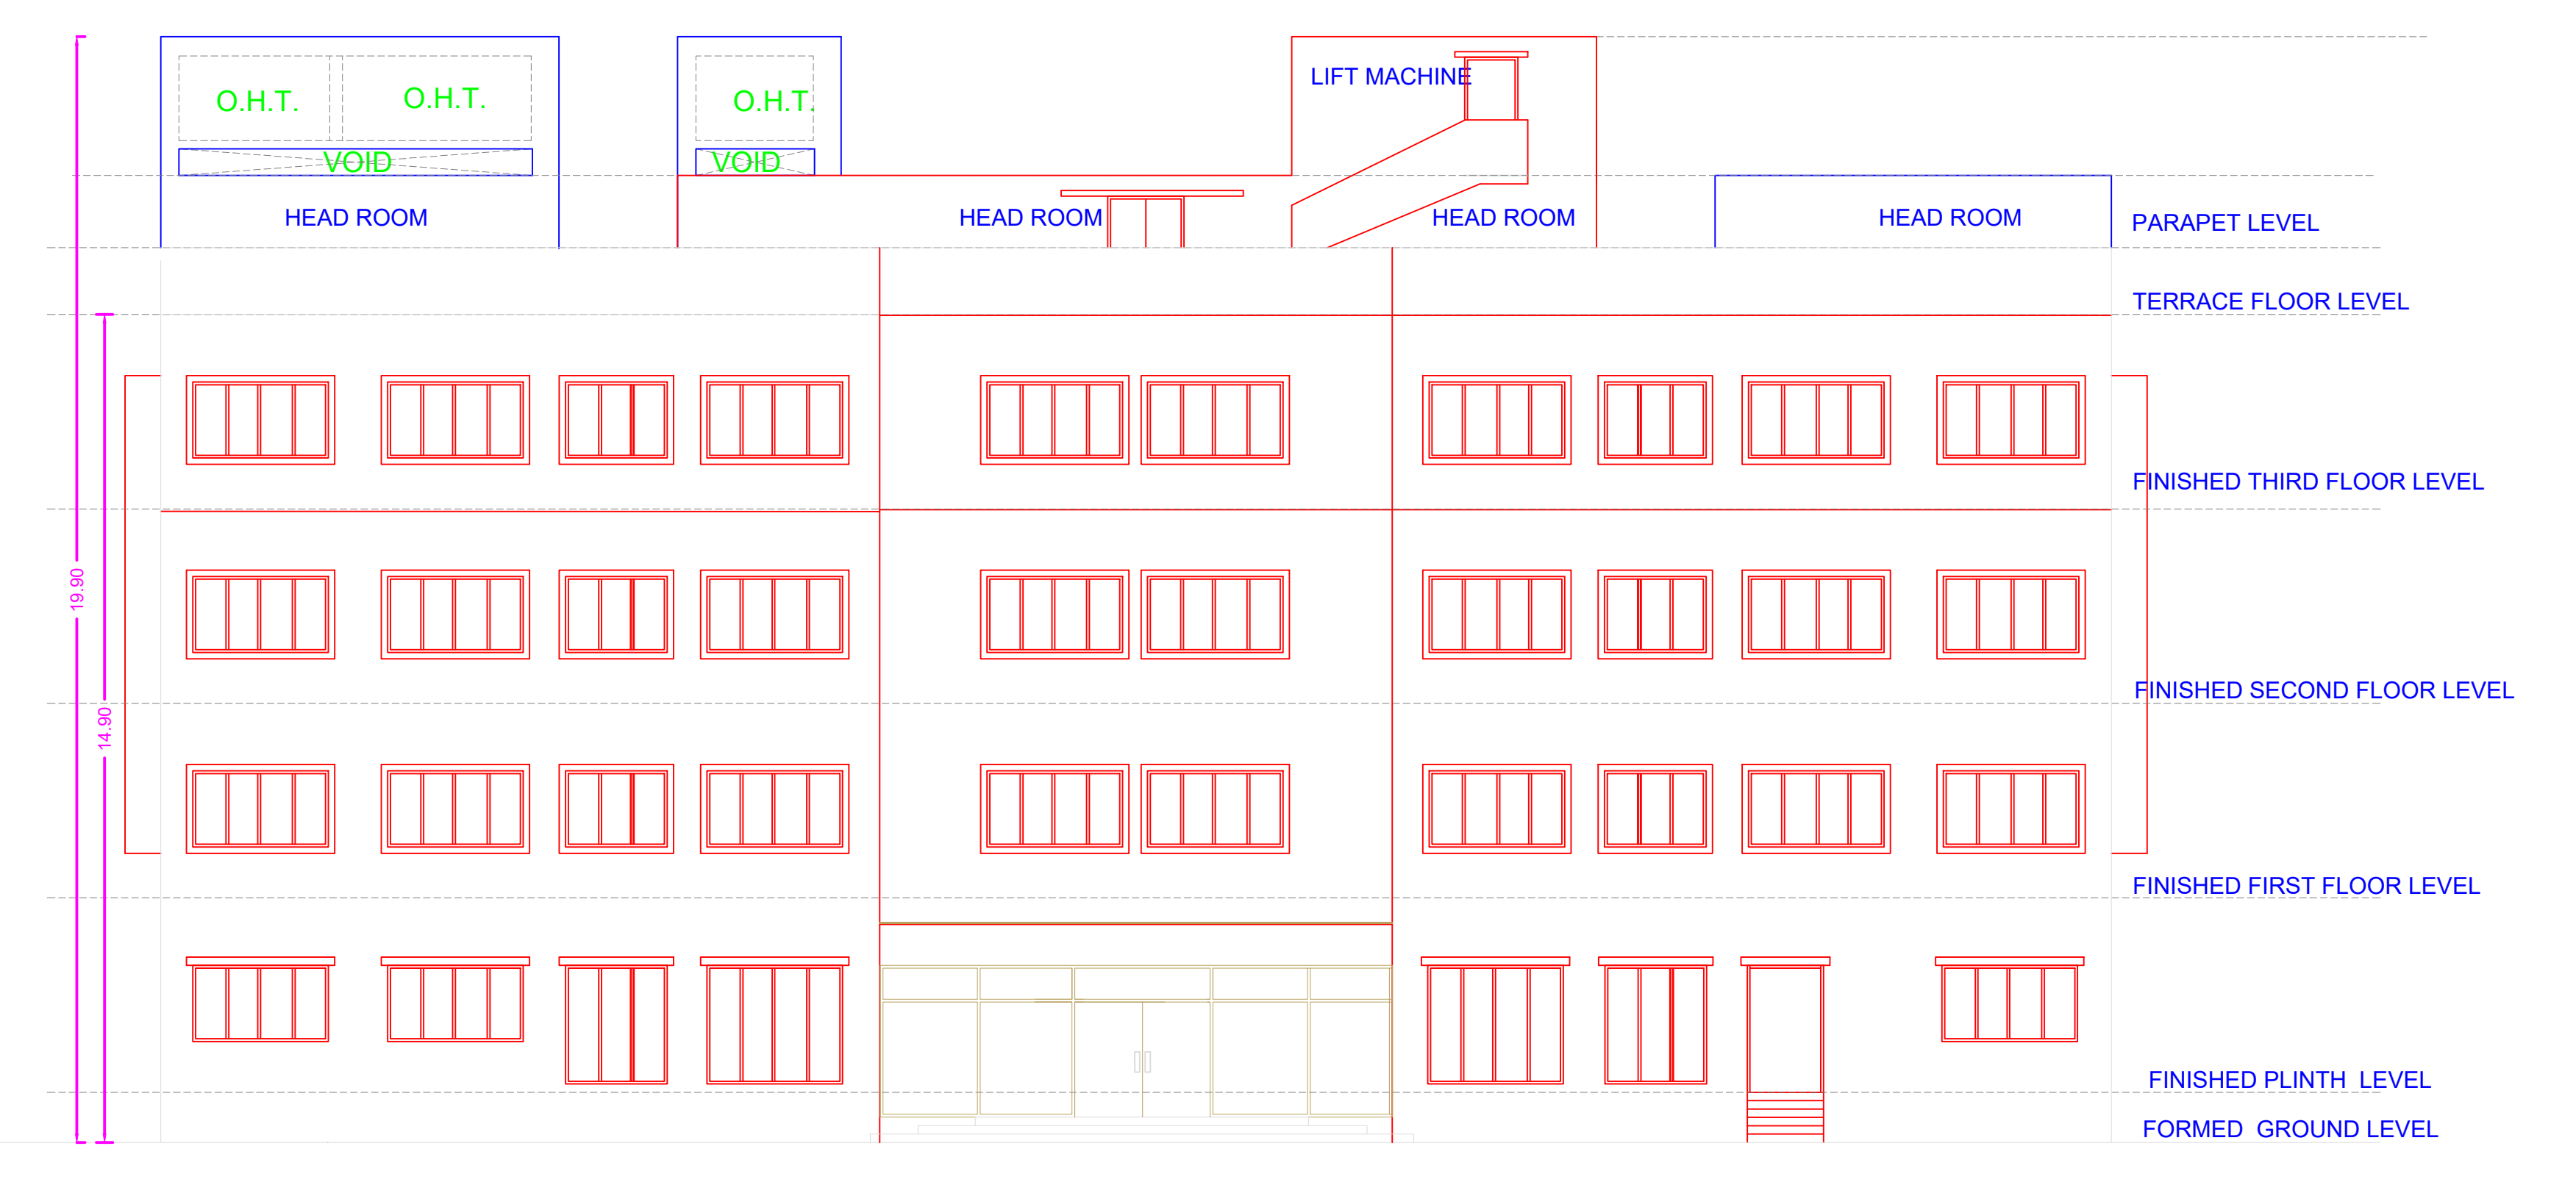 LIFT MACHINE
O.H.T.
O.H.T.
O.H.T.
VOID
VOID
HEAD ROOM
HEAD ROOM
HEAD ROOM
HEAD ROOM
PARAPET LEVEL
TERRACE FLOOR LEVEL
FINISHED THIRD FLOOR LEVEL
19.90
FINISHED SECOND FLOOR LEVEL
14.90
FINISHED FIRST FLOOR LEVEL
FINISHED PLINTH  LEVEL
FORMED  GROUND LEVEL